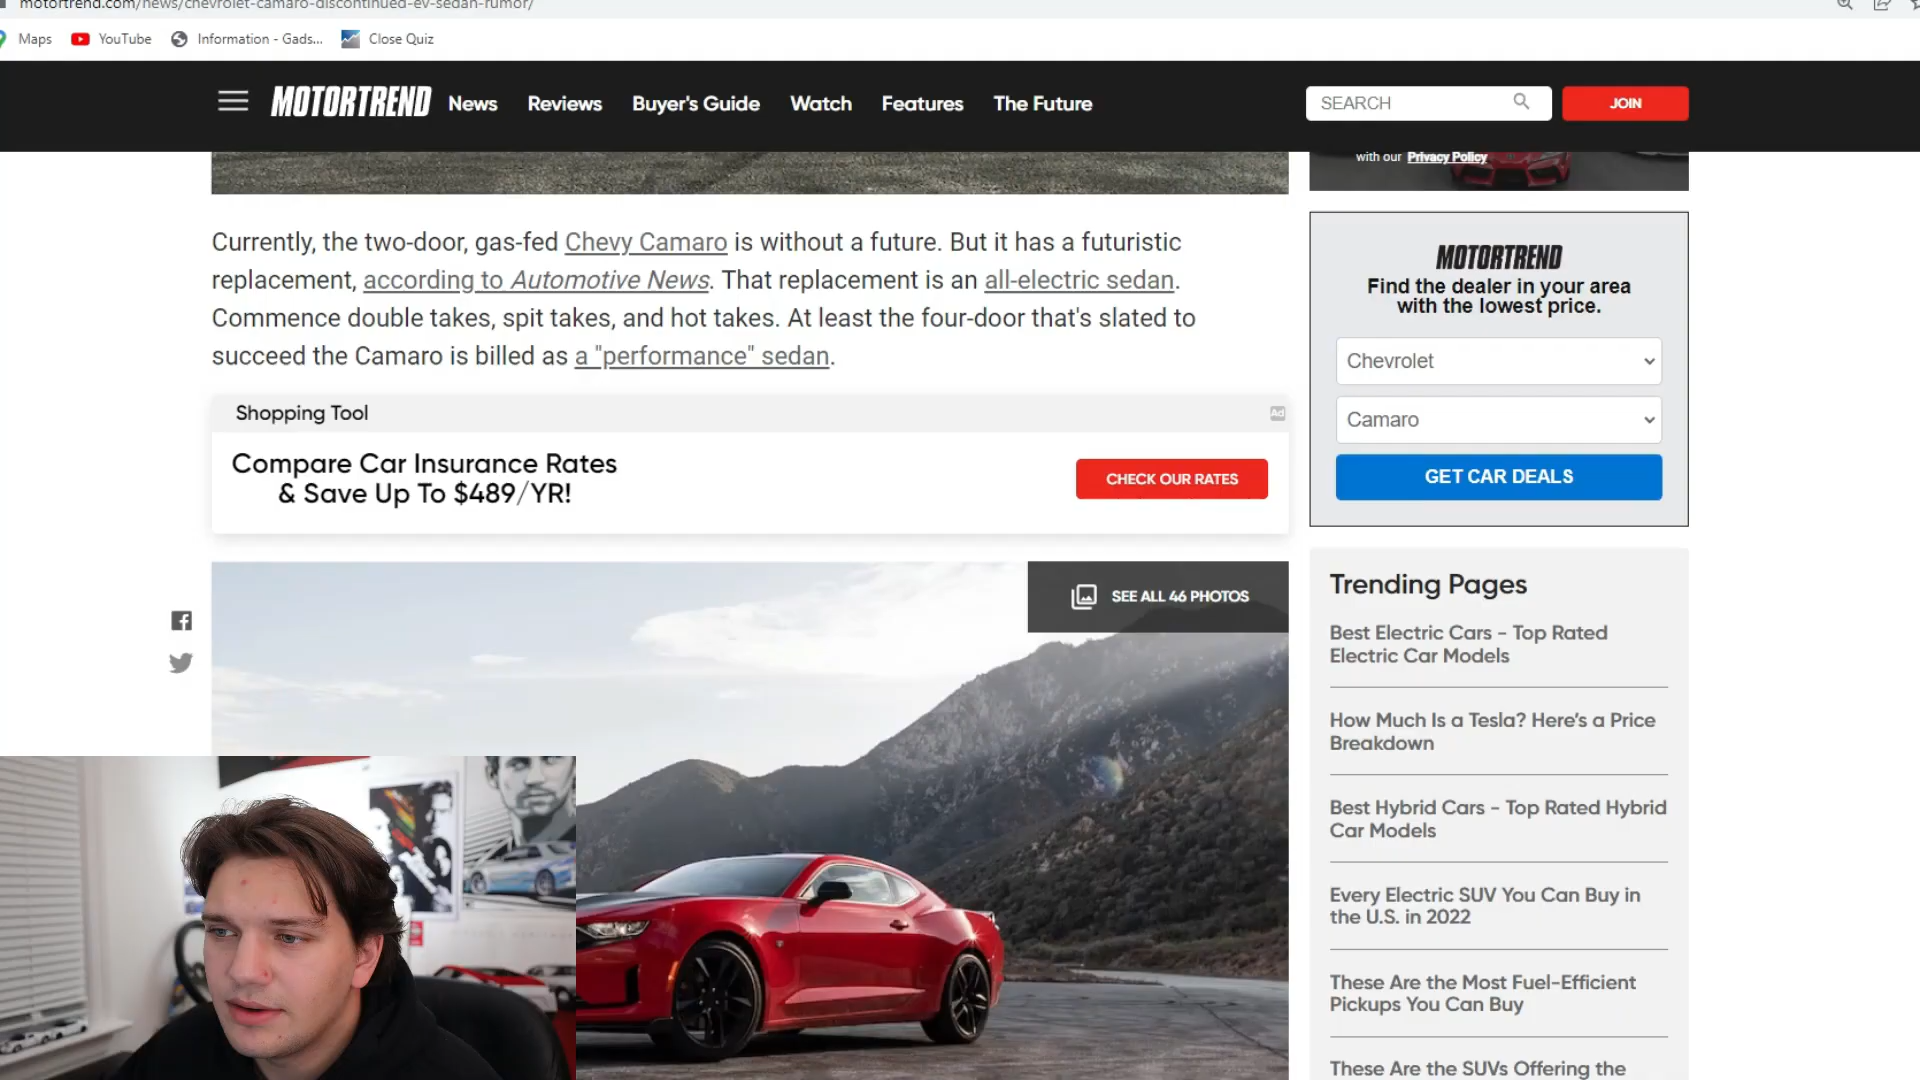 motortrend.com/news/chevrolet-camaro-discontinued-ev-sedan-rumor/
Maps YouTube Information - Gads... Close Quiz
MOTORTREND News Reviews Buyer's Guide Watch Features The Future SEARCH JOIN
with our Privacy Policy
Currently, the two-door, gas-fed Chevy Camaro is without a future. But it has a futuristic
replacement, according to Automotive News. That replacement is an all-electric sedan.
Commence double takes, spit takes, and hot takes. At least the four-door that's slated to
succeed the Camaro is billed as a "performance" sedan.
Shopping Tool
Ad
Compare Car Insurance Rates
& Save Up To $489/YR!
CHECK OUR RATES
SEE ALL 46 PHOTOS
MOTORTREND
Find the dealer in your area
with the lowest price.
Chevrolet
Camaro
GET CAR DEALS
Trending Pages
Best Electric Cars - Top Rated
Electric Car Models
How Much Is a Tesla? Here's a Price
Breakdown
Best Hybrid Cars - Top Rated Hybrid
Car Models
Every Electric SUV You Can Buy in
the U.S. in 2022
These Are the Most Fuel-Efficient
Pickups You Can Buy
These Are the SUVs Offering the